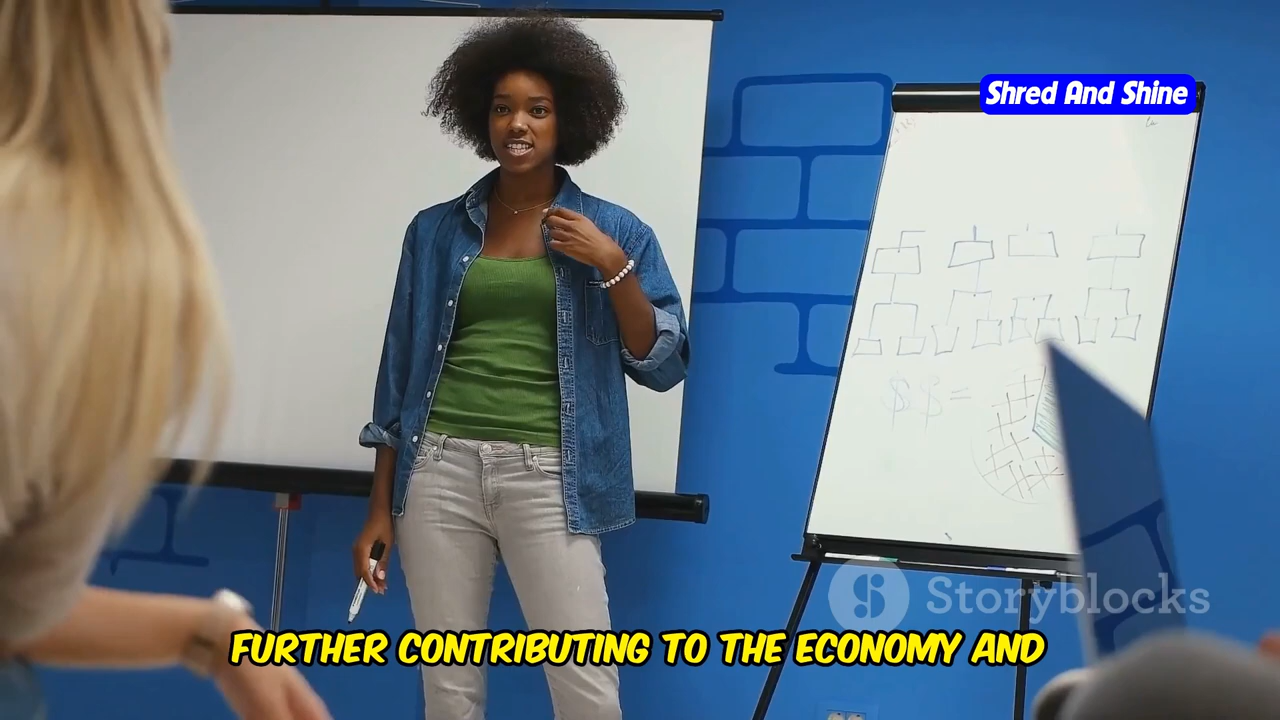 Shred And Shine
$$=
Storyblocks
FURTHER CONTRIBUTING TO THE ECONOMY AND